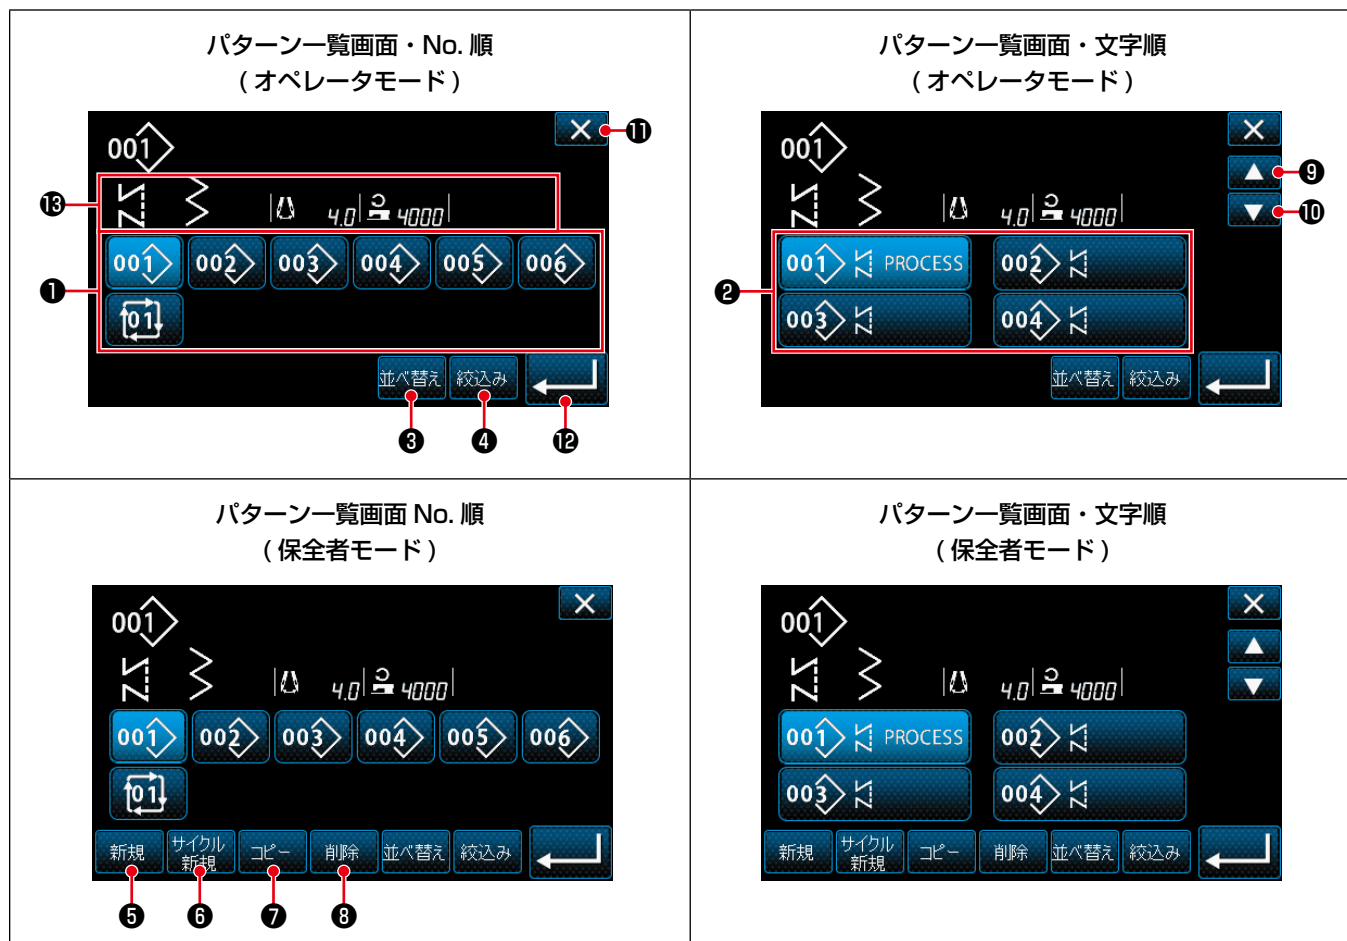 パターン一覧画面・No. 順
( オペレータモード )
001
⓫
⓭
4.0 4000
❶
001 002 003 004 005 006
01
並べ替え 絞込み
❸ ❹ ⓬
パターン一覧画面・文字順
( オペレータモード )
001
❾
4.0 4000
❿
❷
001 PROCESS 002
003 004
並べ替え 絞込み
パターン一覧画面 No. 順
( 保全者モード )
001
4.0 4000
001 002 003 004 005 006
01
新規 サイクル新規 コピー 削除 並べ替え 絞込み
❺ ❻ ❼ ❽
パターン一覧画面・文字順
( 保全者モード )
001
4.0 4000
001 PROCESS 002
003 004
新規 サイクル新規 コピー 削除 並べ替え 絞込み